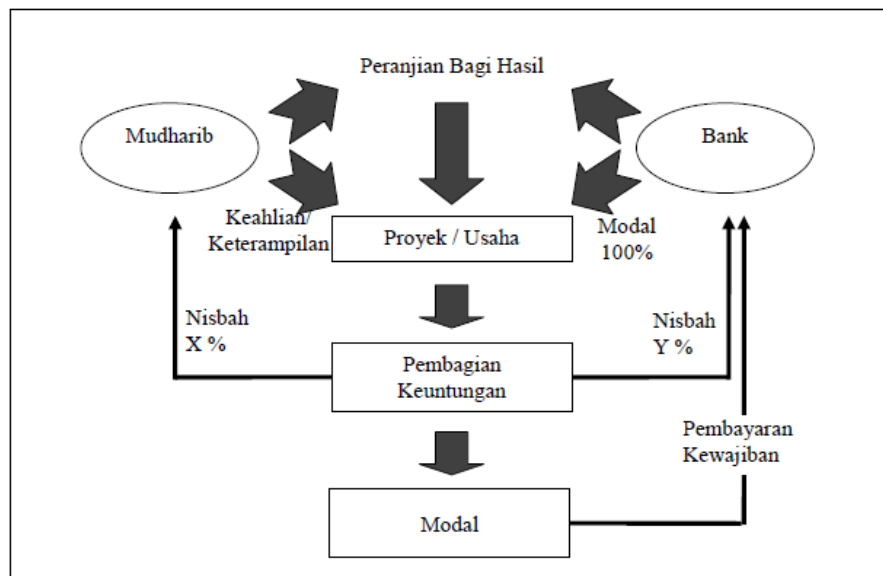 Peranjian Bagi Hasil
Mudharib
Bank
Keahlian/
Keterampilan
Proyek / Usaha
Modal
100%
Nisbah
X %
Nisbah
Y %
Pembagian
Keuntungan
Pembayaran
Kewajiban
Modal